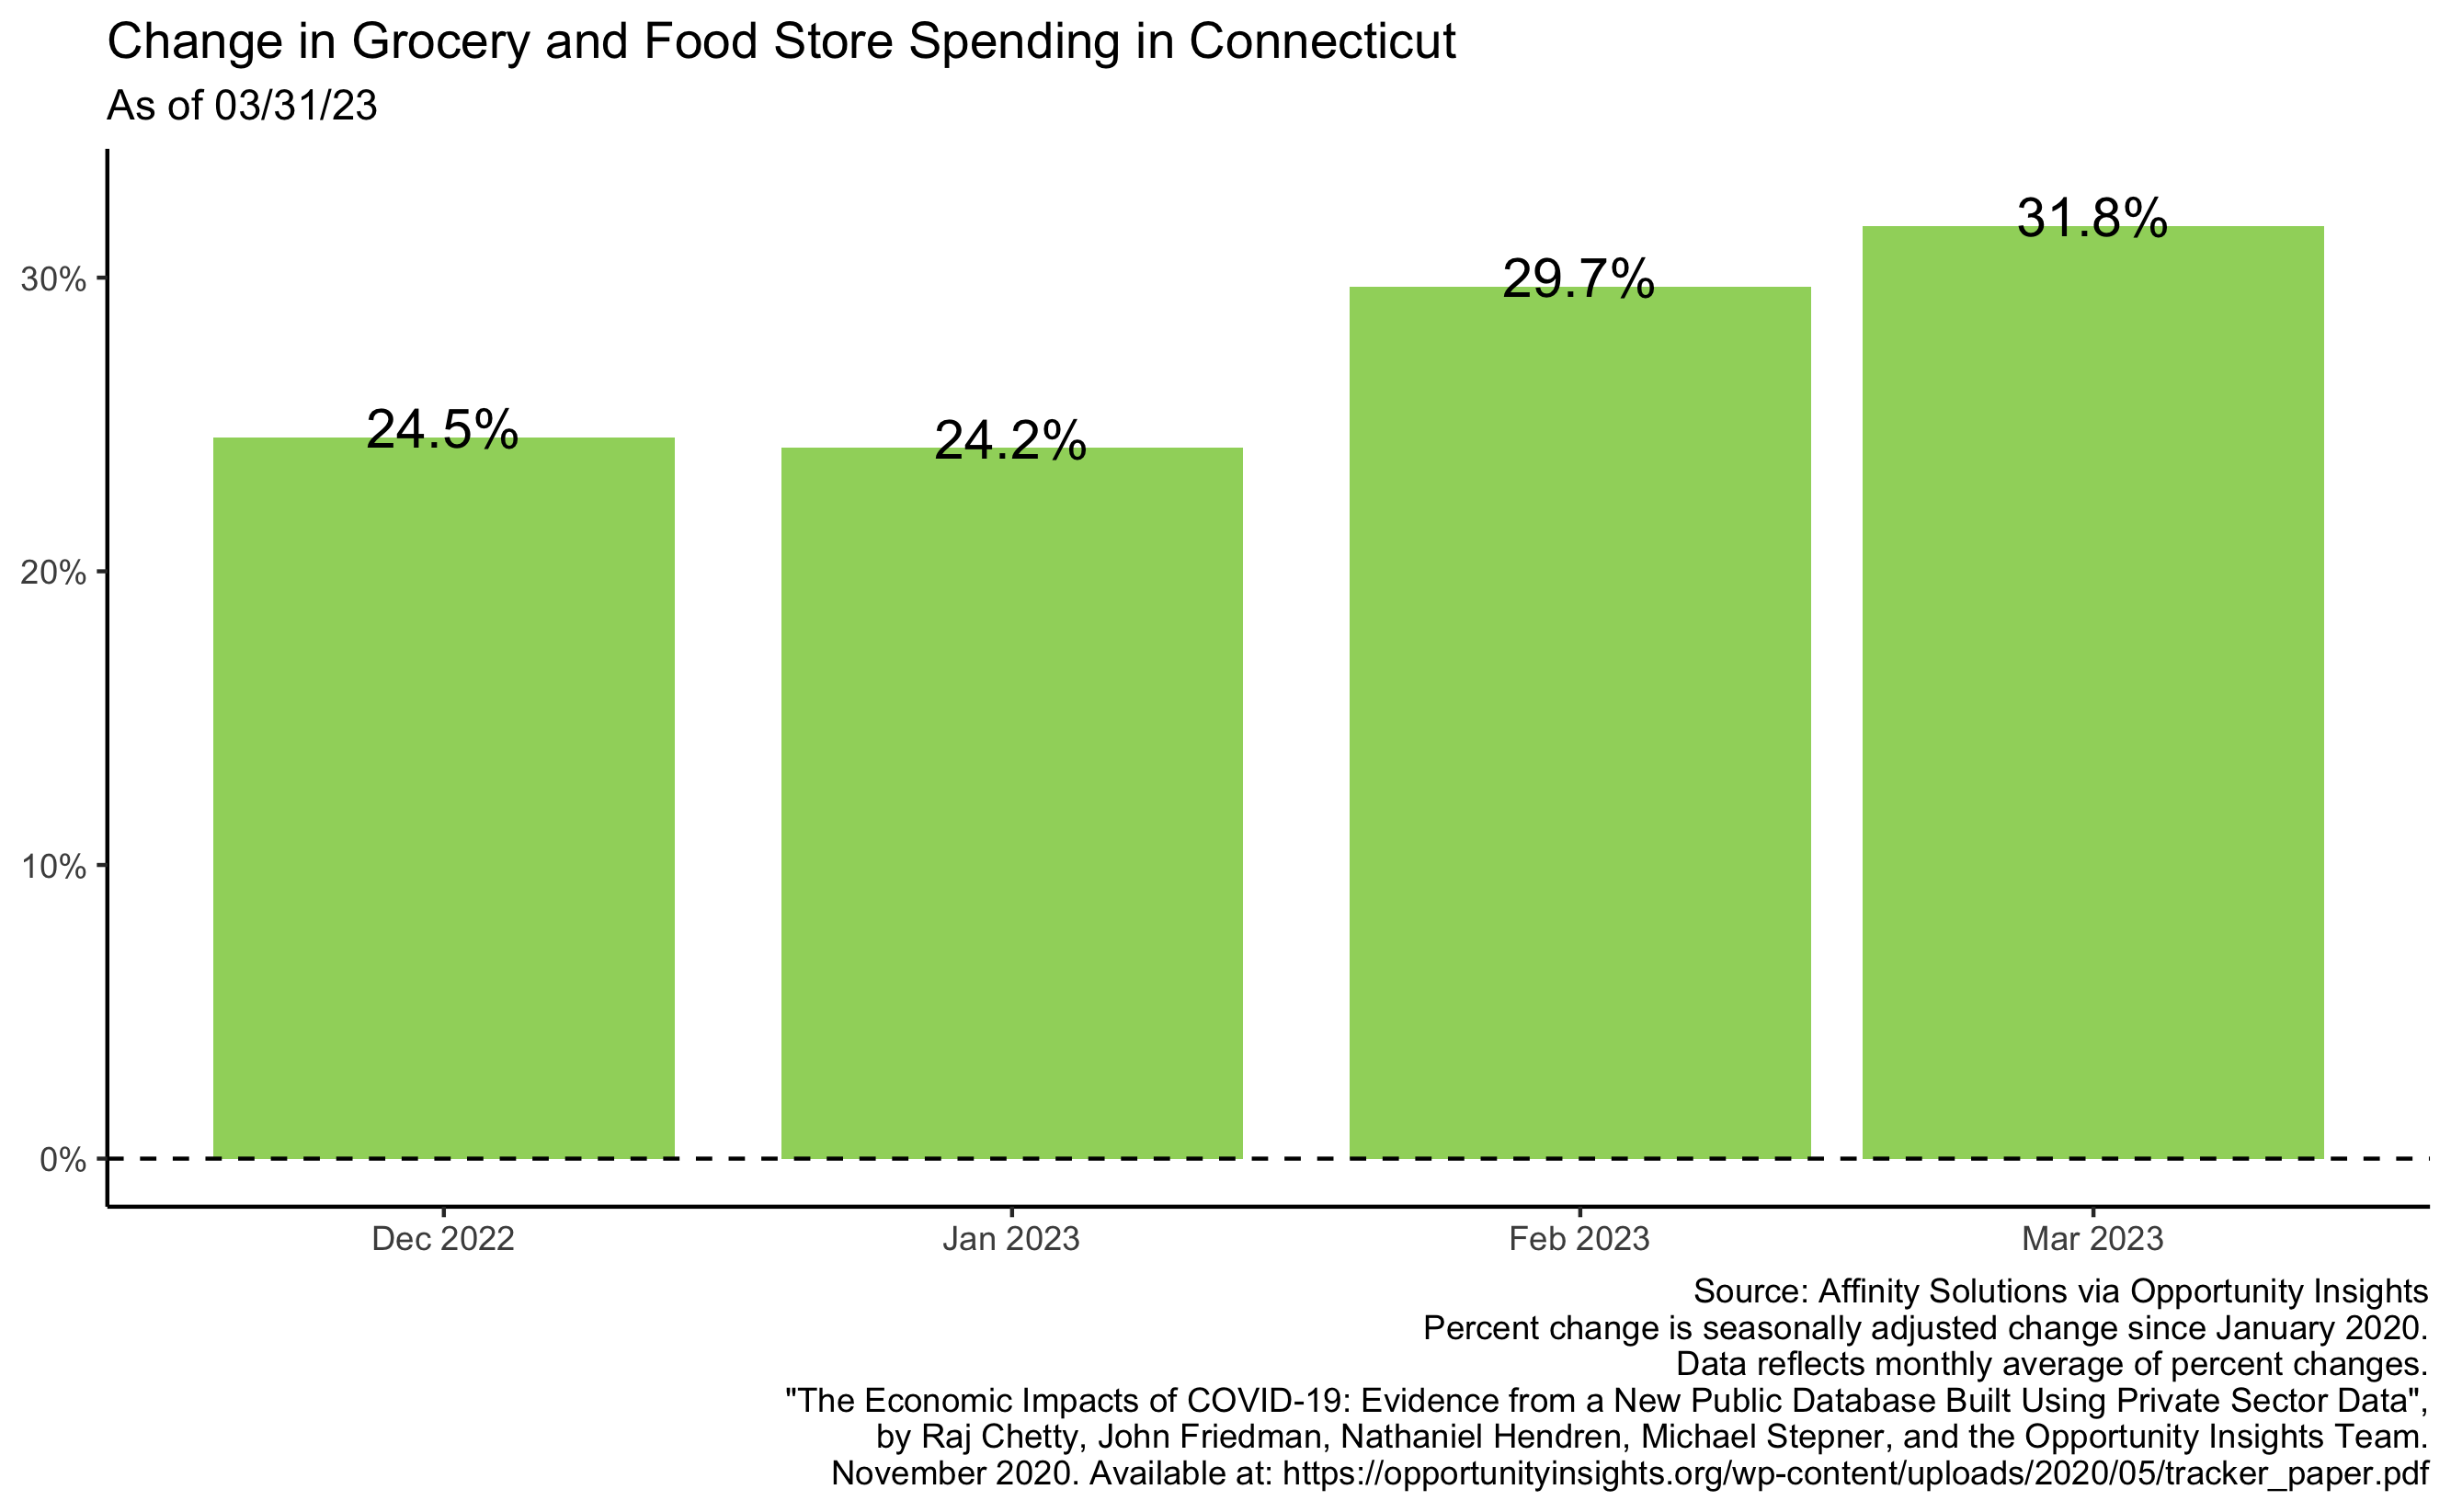 Change in Grocery and Food Store Spending in Connecticut
As of 03/31/23
31.8%
29.7%
24.5%
24.2%
30%
20%
10%
0%
Dec 2022
Jan 2023
Feb 2023
Mar 2023
Source: Affinity Solutions via Opportunity Insights
Percent change is seasonally adjusted change since January 2020.
Data reflects monthly average of percent changes.
"The Economic Impacts of COVID-19: Evidence from a New Public Database Built Using Private Sector Data",
by Raj Chetty, John Friedman, Nathaniel Hendren, Michael Stepner, and the Opportunity Insights Team.
November 2020. Available at: https://opportunityinsights.org/wp-content/uploads/2020/05/tracker_paper.pdf